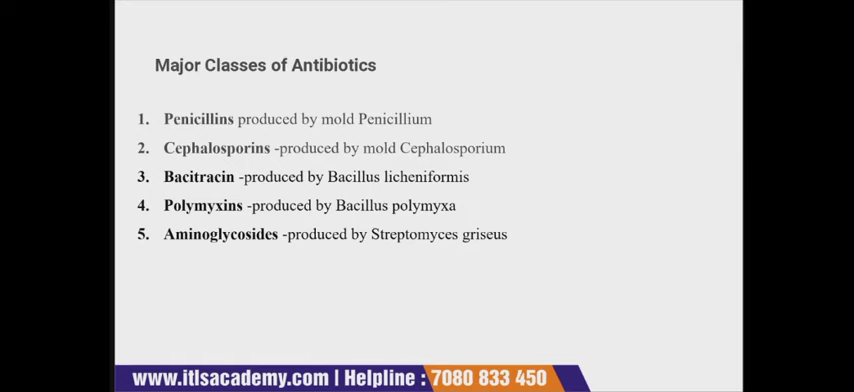 Major Classes of Antibiotics
1. Penicillins produced by mold Penicillium
2. Cephalosporins -produced by mold Cephalosporium
3. Bacitracin -produced by Bacillus licheniformis
4. Polymyxins -produced by Bacillus polymyxa
5. Aminoglycosides -produced by Streptomyces griseus
www.itlsacademy.com | Helpline : 7080 833 450